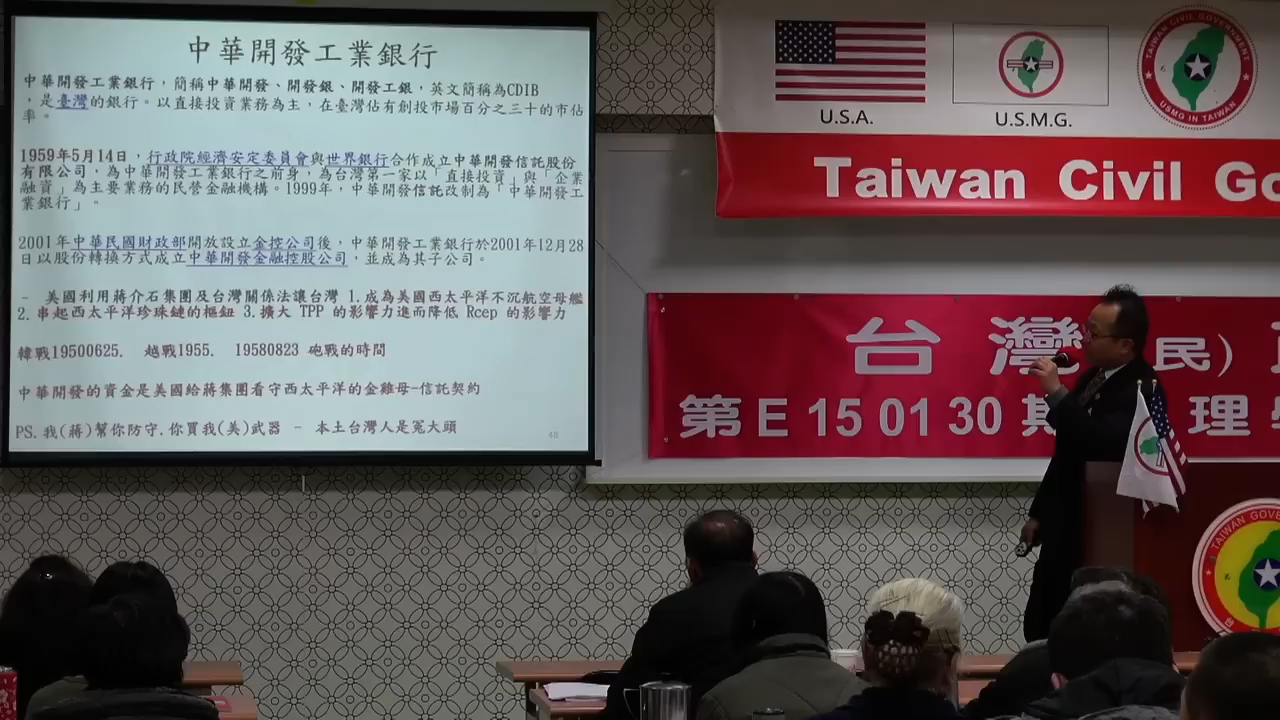 中華開發工業銀行
中華開發工業銀行，簡稱中華開發、開發銀、開發工銀，英文簡稱為CDIB
，是臺灣的銀行。以直接投資業務為主，在臺灣佔有創投市場百分之三十的市佔
率。
1959年5月14日，行政院經濟安定委員會與世界銀行合作成立中華開發信託股份
有限公司，為中華開發工業銀行之前身，為台灣第一家以「直接投資」與「企業
融資」為主要業務的民營金融機構。1999年，中華開發信託改制為「中華開發工
業銀行」。
2001年中華民國財政部開放設立金控公司後，中華開發工業銀行於2001年12月28
日以股份轉換方式成立中華開發金融控股公司，並成為其子公司。
- 美國利用蔣介石集團及台灣關係法讓台灣 1.成為美國西太平洋不沉航空母艦
2.串起西太平洋珍珠鏈的樞鈕 3.擴大 TPP 的影響力進而降低 Rcep 的影響力
韓戰19500625. 越戰1955. 19580823 砲戰的時間
中華開發的資金是美國給蔣集團看守西太平洋的金雞母-信託契約
PS.我(蔣)幫你防守.你買我(美)武器 - 本土台灣人是冤大頭
48
U.S.A.
U.S.M.G.
TAIWAN CIVIL GOVERNMENT
USMG IN TAIWAN
Taiwan Civil Go
台灣(民)
第E150130期 理
TAIWAN GOVE
台